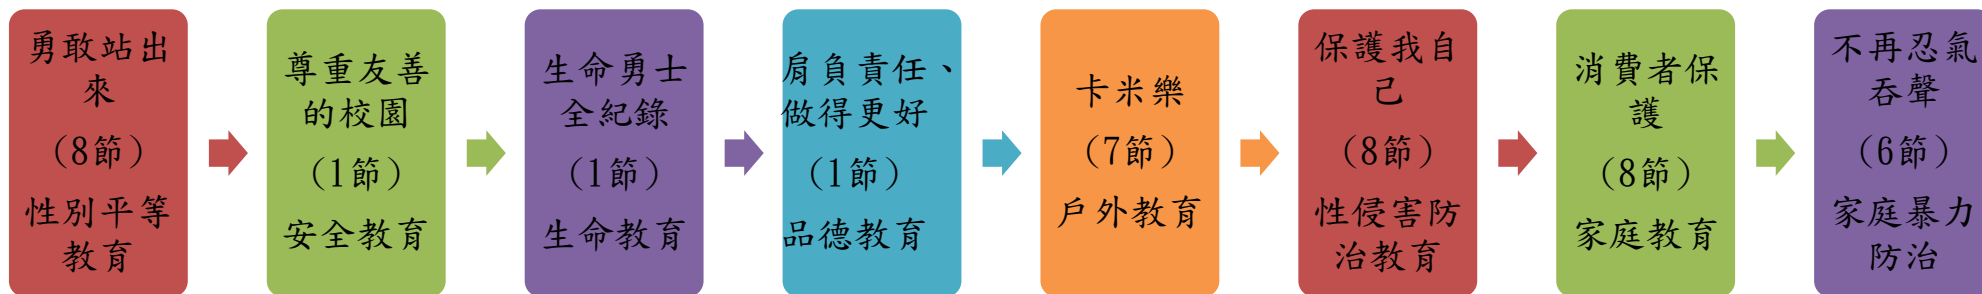 勇敢站出
來
(8節)
性別平等
教育
尊重友善
的校園
(1節)
安全教育
生命勇士
全紀錄
(1節)
生命教育
肩負責任、
做得更好
(1節)
品德教育
卡米樂
(7節)
戶外教育
保護我自
己
(8節)
性侵害防
治教育
消費者保
護
(8節)
家庭教育
不再忍氣
吞聲
(6節)
家庭暴力
防治